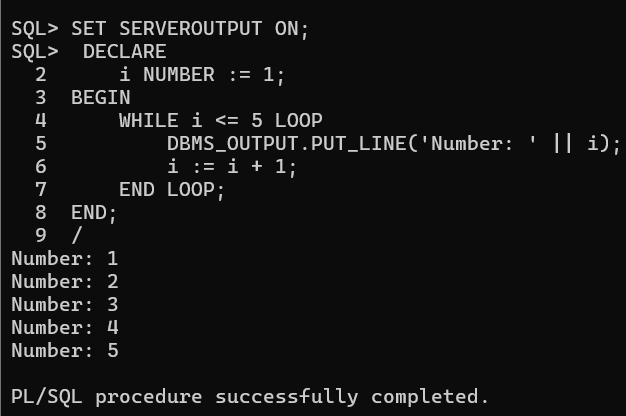 SQL> SET SERVEROUTPUT ON;
SQL>  DECLARE
  2      i NUMBER := 1;
  3  BEGIN
  4      WHILE i <= 5 LOOP
  5          DBMS_OUTPUT.PUT_LINE('Number: ' || i);
  6          i := i + 1;
  7      END LOOP;
  8  END;
  9  /
Number: 1
Number: 2
Number: 3
Number: 4
Number: 5

PL/SQL procedure successfully completed.